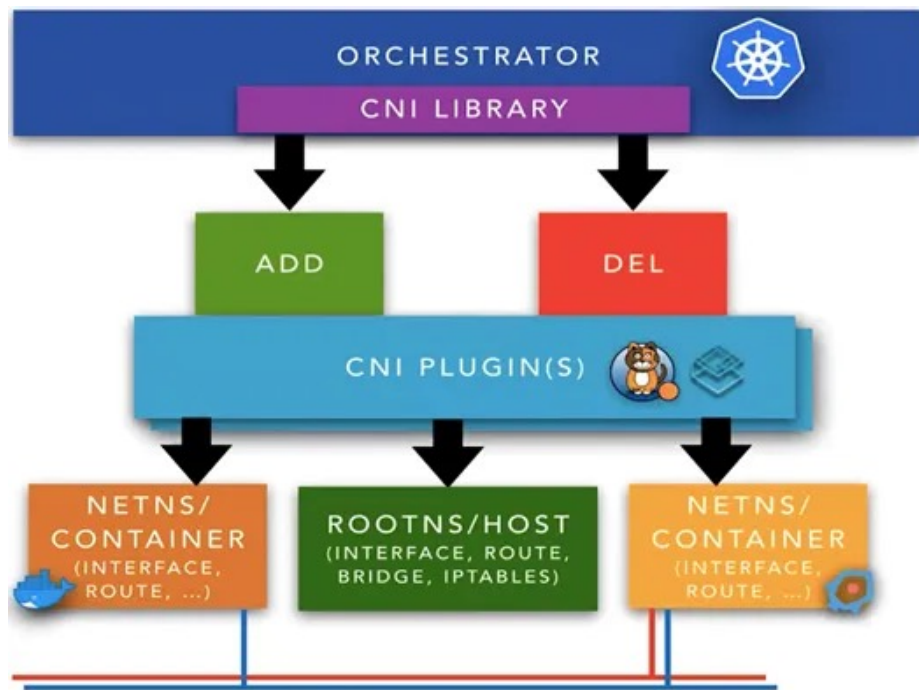 ORCHESTRATOR
CNI LIBRARY
ADD
DEL
CNI PLUGIN(S)
NETNS/
CONTAINER
(INTERFACE,
ROUTE, ...)
ROOTNS/HOST
(INTERFACE, ROUTE,
BRIDGE, IPTABLES)
NETNS/
CONTAINER
(INTERFACE,
ROUTE, ...)